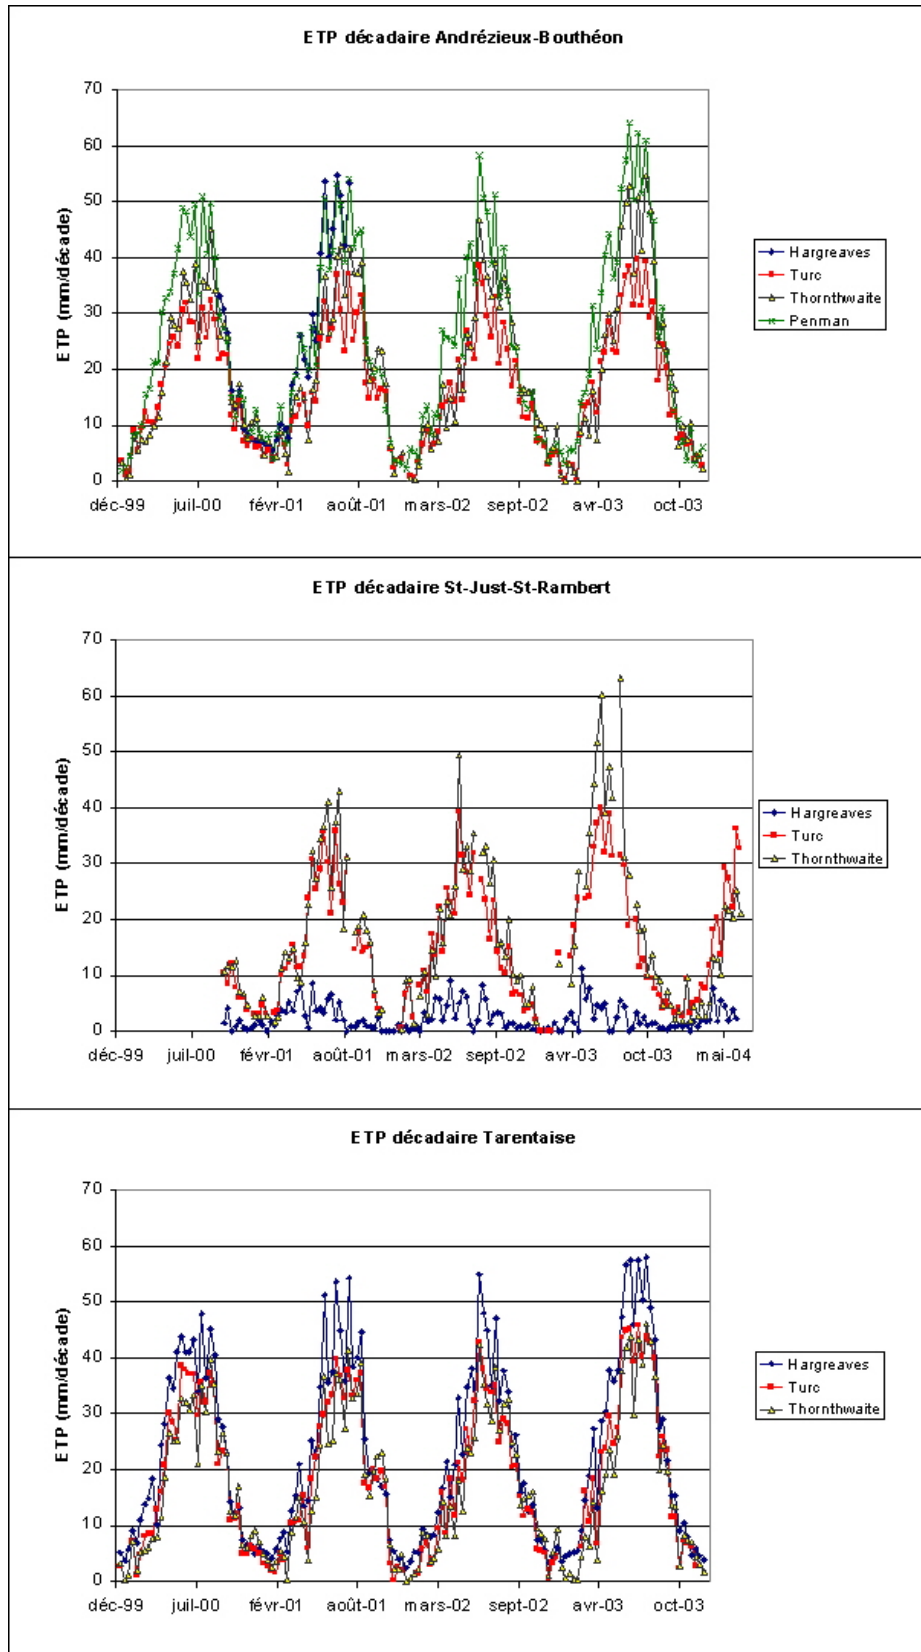 ETP décadaire Andrézieux-Bouthéon
70
60
50
40
30
20
10
0
ETP (mm/décade)
déc-99 juil-00 févr-01 août-01 mars-02 sept-02 avr-03 oct-03
Hargreaves
Turc
Thornthwaite
Penman
ETP décadaire St-Just-St-Rambert
70
60
50
40
30
20
10
0
ETP (mm/décade)
déc-99 juil-00 févr-01 août-01 mars-02 sept-02 avr-03 oct-03 mai-04
Hargreaves
Turc
Thornthwaite
ETP décadaire Tarentaise
70
60
50
40
30
20
10
0
ETP (mm/décade)
déc-99 juil-00 févr-01 août-01 mars-02 sept-02 avr-03 oct-03
Hargreaves
Turc
Thornthwaite